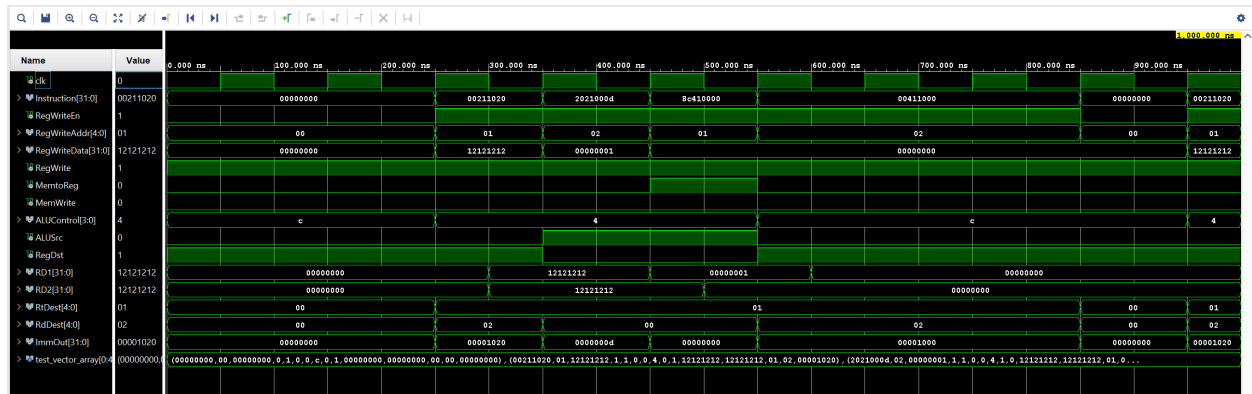 1,000.000 ns
Name Value 0.000 ns 100.000 ns 200.000 ns 300.000 ns 400.000 ns 500.000 ns 600.000 ns 700.000 ns 800.000 ns 900.000 ns
clk 0
Instruction[31:0] 00211020 00000000 00211020 2021000d 8c410000 00411000 00000000 00211020
RegWriteEn 1
RegWriteAddr[4:0] 01 00 01 02 01 02 00 01
RegWriteData[31:0] 12121212 00000000 12121212 00000001 00000000 12121212
RegWrite 1
MemtoReg 0
MemWrite 0
ALUControl[3:0] 4 c 4 c 4
ALUSrc 0
RegDst 1
RD1[31:0] 12121212 00000000 12121212 00000001 00000000
RD2[31:0] 12121212 00000000 12121212 00000000
RtDest[4:0] 01 00 01 00 01
RdDest[4:0] 02 00 02 00 02 00 02
ImmOut[31:0] 00001020 00000000 00001020 0000000d 00000000 00001000 00000000 00001020
test_vector_array[0:4 (00000000,0 (00000000,00,00000000,0,1,0,0,c,0,1,00000000,00000000,00,00,00000000),(00211020,01,12121212,1,1,0,0,4,0,1,12121212,12121212,01,02,00001020),(2021000d,02,00000001,1,1,0,0,4,1,0,12121212,12121212,01,0...